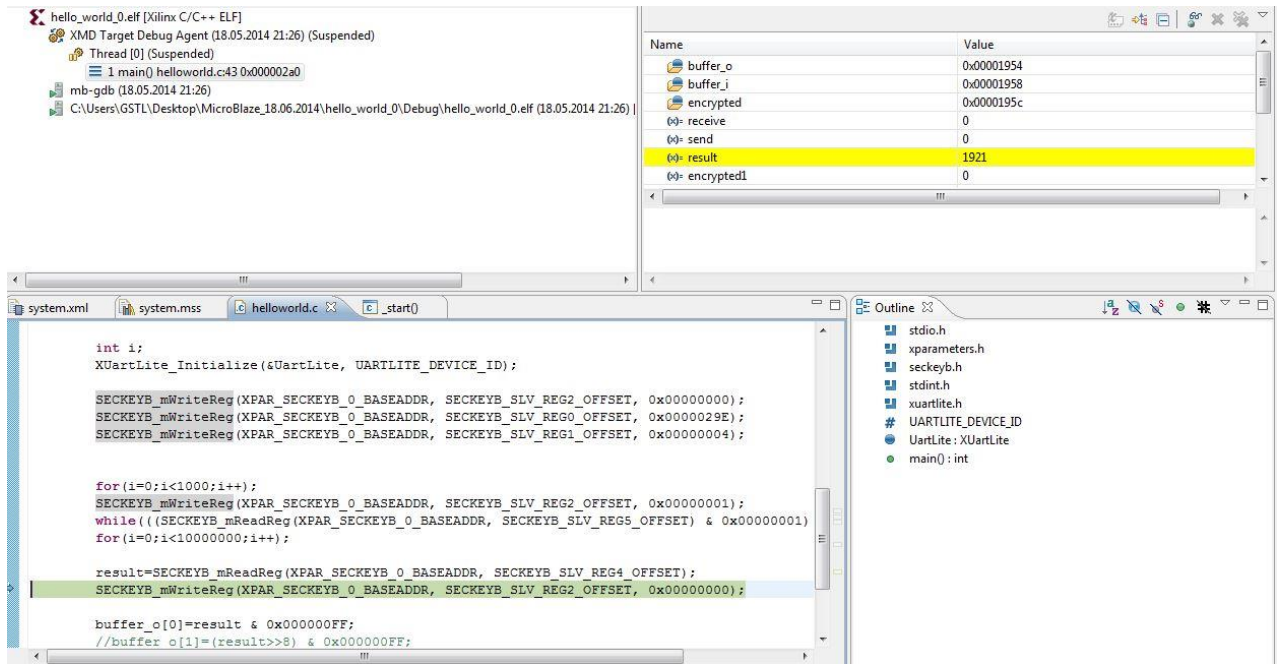 hello_world_0.elf [Xilinx C/C++ ELF]
XMD Target Debug Agent (18.05.2014 21:26) (Suspended)
Thread [0] (Suspended)
1 main() helloworld.c:43 0x000002a0
mb-gdb (18.05.2014 21:26)
C:\Users\GSTL\Desktop\MicroBlaze_18.06.2014\hello_world_0\Debug\hello_world_0.elf (18.05.2014 21:26)
Name Value
buffer_o 0x00001954
buffer_i 0x00001958
encrypted 0x0000195c
(x)= receive 0
(x)= send 0
(x)= result 1921
(x)= encrypted1 0
system.xml system.mss helloworld.c _start()
int i;
XUartLite_Initialize(&UartLite, UARTLITE_DEVICE_ID);
SECKEYB_mWriteReg(XPAR_SECKEYB_0_BASEADDR, SECKEYB_SLV_REG2_OFFSET, 0x00000000);
SECKEYB_mWriteReg(XPAR_SECKEYB_0_BASEADDR, SECKEYB_SLV_REG0_OFFSET, 0x0000029E);
SECKEYB_mWriteReg(XPAR_SECKEYB_0_BASEADDR, SECKEYB_SLV_REG1_OFFSET, 0x00000004);
for(i=0;i<1000;i++);
SECKEYB_mWriteReg(XPAR_SECKEYB_0_BASEADDR, SECKEYB_SLV_REG2_OFFSET, 0x00000001);
while(((SECKEYB_mReadReg(XPAR_SECKEYB_0_BASEADDR, SECKEYB_SLV_REG5_OFFSET) & 0x00000001)
for(i=0;i<10000000;i++);
result=SECKEYB_mReadReg(XPAR_SECKEYB_0_BASEADDR, SECKEYB_SLV_REG4_OFFSET);
SECKEYB_mWriteReg(XPAR_SECKEYB_0_BASEADDR, SECKEYB_SLV_REG2_OFFSET, 0x00000000);
buffer_o[0]=result & 0x000000FF;
//buffer_o[1]=(result>>8) & 0x000000FF;
Outline
stdio.h
xparameters.h
seckeyb.h
stdint.h
xuartlite.h
# UARTLITE_DEVICE_ID
UartLite : XUartLite
main() : int